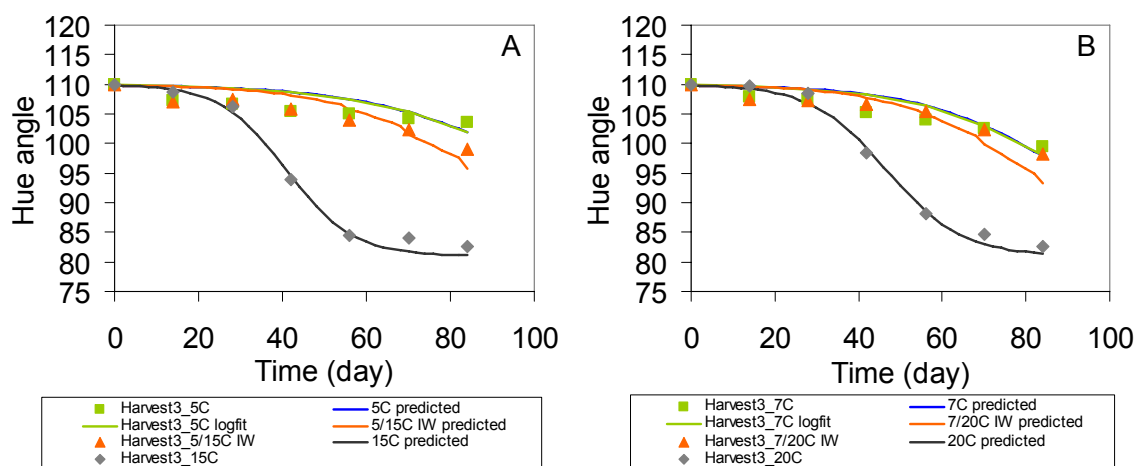 A
Hue angle
120
115
110
105
100
95
90
85
80
75
0 20 40 60 80 100
Time (day)
Harvest3_5C
Harvest3_5C logfit
Harvest3_5/15C IW
Harvest3_15C
5C predicted
5/15C IW predicted
15C predicted
B
Hue angle
120
115
110
105
100
95
90
85
80
75
0 20 40 60 80 100
Time (day)
Harvest3_7C
Harvest3_7C logfit
Harvest3_7/20C IW
Harvest3_20C
7C predicted
7/20C IW predicted
20C predicted